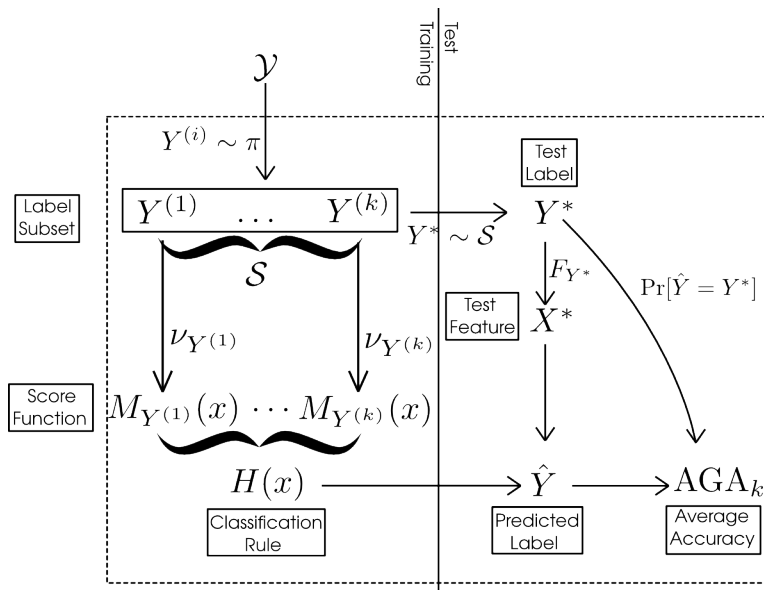 Training
Test
𝒴
Y^{(i)} ∼ π
Label
Subset
Y^{(1)} … Y^{(k)}
𝒮
Y^* ∼ 𝒮
Test
Label
Y^*
F_{Y^*}
Pr[Ŷ = Y^*]
Test
Feature
X^*
ν_{Y^{(1)}}
ν_{Y^{(k)}}
Score
Function
M_{Y^{(1)}}(x) ⋯ M_{Y^{(k)}}(x)
H(x)
Classification
Rule
Ŷ
Predicted
Label
AGA_k
Average
Accuracy